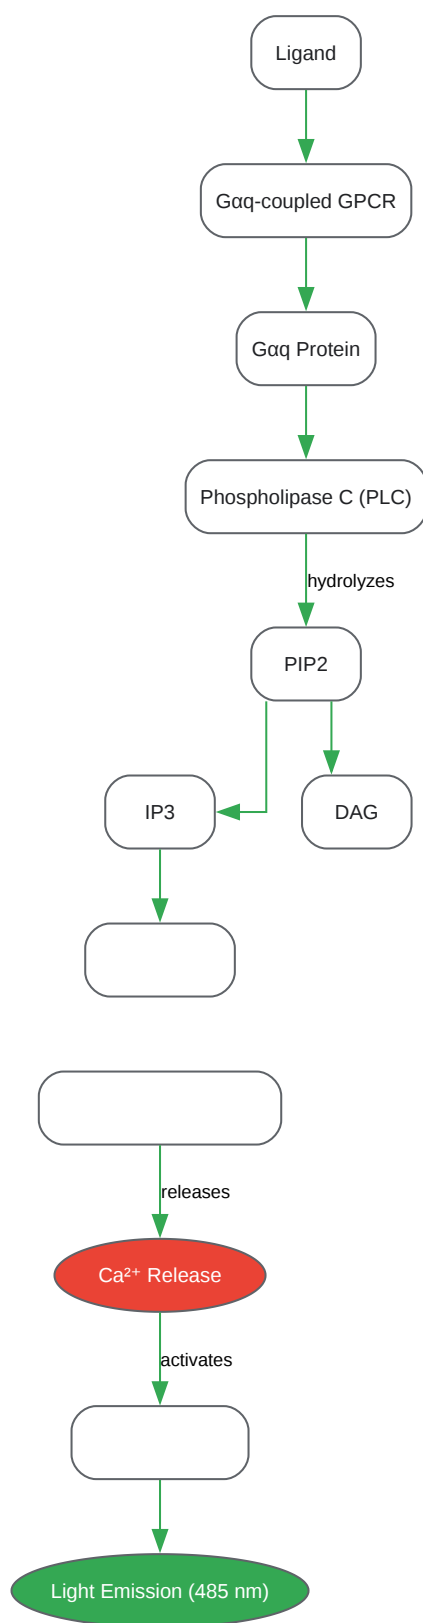 Ligand
Gαq-coupled GPCR
Gαq Protein
Phospholipase C (PLC)
hydrolyzes
PIP2
IP3
DAG
releases
Ca²⁺ Release
activates
Light Emission (485 nm)